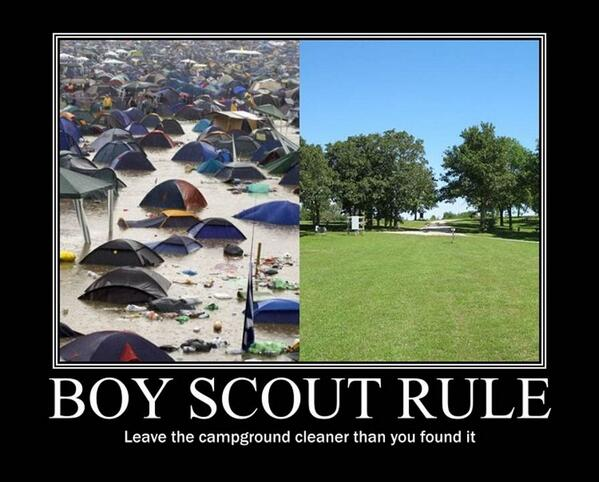 BOY SCOUT RULE
Leave the campground cleaner than you found it